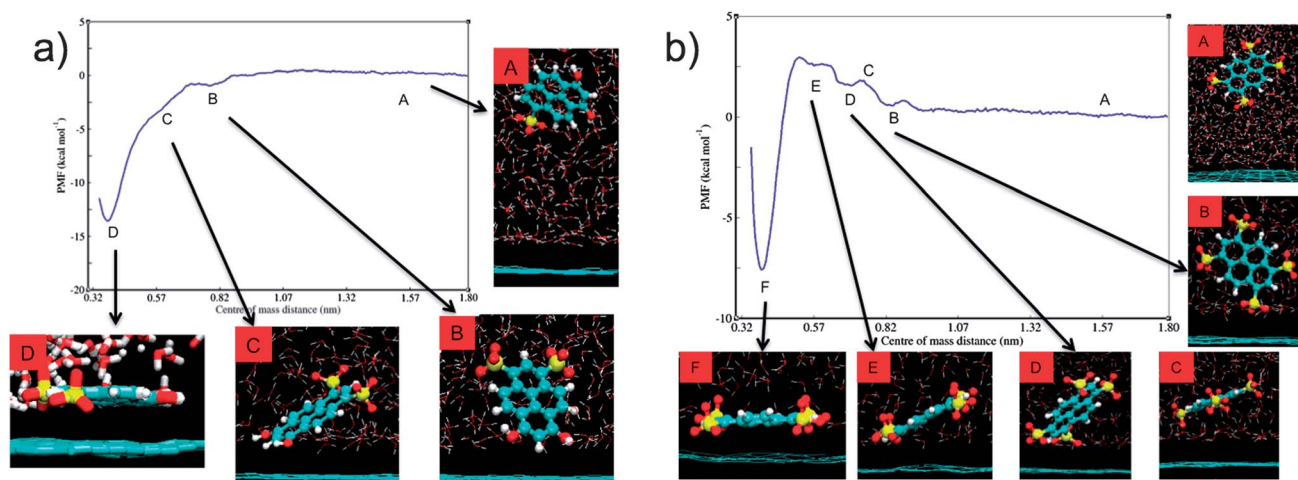 a)
5
0
-5
-10
-15
-20
PMF (kcal mol⁻¹)
0.32 0.57 0.82 1.07 1.32 1.57 1.80
Centre of mass distance (nm)
A
B
C
D
A
B
C
D
b)
5
0
-5
-10
PMF (kcal mol⁻¹)
0.32 0.57 0.82 1.07 1.32 1.57 1.80
Centre of mass distance (nm)
A
B
C
D
E
F
A
B
F
E
D
C